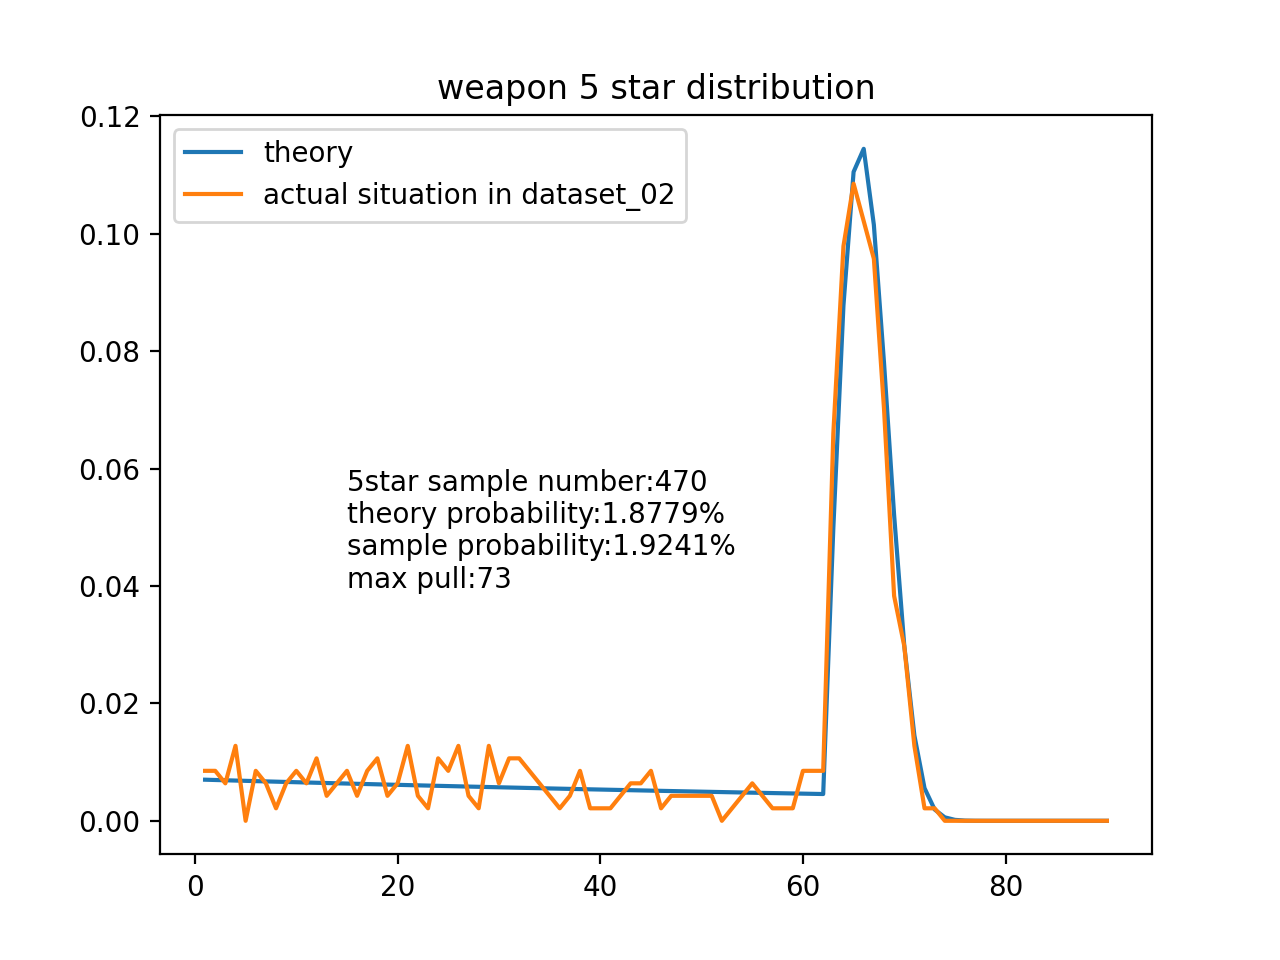 weapon 5 star distribution
0.12
0.10
0.08
0.06
0.04
0.02
0.00
theory
actual situation in dataset_02
5star sample number:470
theory probability:1.8779%
sample probability:1.9241%
max pull:73
0 20 40 60 80